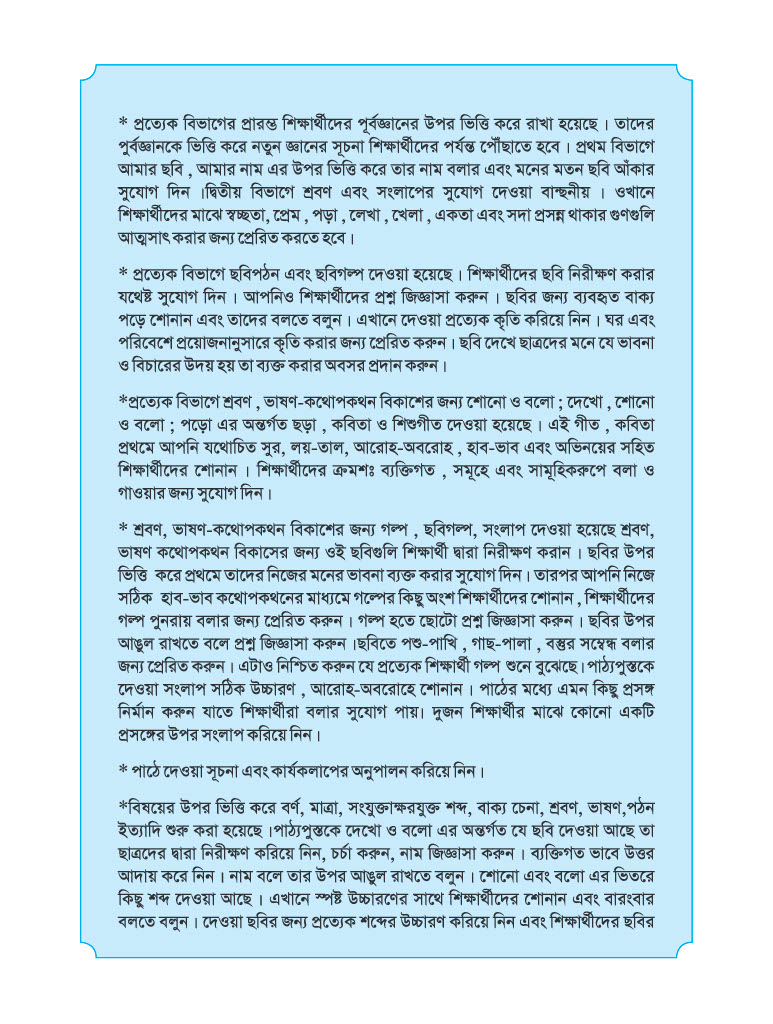 * প্রত্যেক বিভাগের প্রারম্ভ শিক্ষার্থীদের পূর্বজ্ঞানের উপর ভিত্তি করে রাখা হয়েছে । তাদের
পুর্বজ্ঞানকে ভিত্তি করে নতুন জ্ঞানের সূচনা শিক্ষার্থীদের পর্যন্ত পৌঁছাতে হবে । প্রথম বিভাগে
আমার ছবি , আমার নাম এর উপর ভিত্তি করে তার নাম বলার এবং মনের মতন ছবি আঁকার
সুযোগ দিন ।দ্বিতীয় বিভাগে শ্রবণ এবং সংলাপের সুযোগ দেওয়া বান্ছনীয় । ওখানে
শিক্ষার্থীদের মাঝে স্বচ্ছতা, প্রেম , পড়া , লেখা , খেলা , একতা এবং সদা প্রসন্ন থাকার গুণগুলি
আত্মসাৎ করার জন্য প্রেরিত করতে হবে ।
* প্রত্যেক বিভাগে ছবিপঠন এবং ছবিগল্প দেওয়া হয়েছে । শিক্ষার্থীদের ছবি নিরীক্ষণ করার
যথেষ্ট সুযোগ দিন । আপনিও শিক্ষার্থীদের প্রশ্ন জিজ্ঞাসা করুন । ছবির জন্য ব্যবহৃত বাক্য
পড়ে শোনান এবং তাদের বলতে বলুন । এখানে দেওয়া প্রত্যেক কৃতি করিয়ে নিন । ঘর এবং
পরিবেশে প্রয়োজনানুসারে কৃতি করার জন্য প্রেরিত করুন । ছবি দেখে ছাত্রদের মনে যে ভাবনা
ও বিচারের উদয় হয় তা ব্যক্ত করার অবসর প্রদান করুন ।
*প্রত্যেক বিভাগে শ্রবণ , ভাষণ-কথোপকথন বিকাশের জন্য শোনো ও বলো ; দেখো , শোনো
ও বলো ; পড়ো এর অন্তর্গত ছড়া , কবিতা ও শিশুগীত দেওয়া হয়েছে । এই গীত , কবিতা
প্রথমে আপনি যথোচিত সুর, লয়-তাল, আরোহ-অবরোহ , হাব-ভাব এবং অভিনয়ের সহিত
শিক্ষার্থীদের শোনান । শিক্ষার্থীদের ক্রমশঃ ব্যক্তিগত , সমূহে এবং সামূহিকরুপে বলা ও
গাওয়ার জন্য সুযোগ দিন ।
* শ্রবণ, ভাষণ-কথোপকথন বিকাশের জন্য গল্প , ছবিগল্প, সংলাপ দেওয়া হয়েছে শ্রবণ,
ভাষণ কথোপকথন বিকাসের জন্য ওই ছবিগুলি শিক্ষার্থী দ্বারা নিরীক্ষণ করান । ছবির উপর
ভিত্তি করে প্রথমে তাদের নিজের মনের ভাবনা ব্যক্ত করার সুযোগ দিন । তারপর আপনি নিজে
সঠিক হাব-ভাব কথোপকথনের মাধ্যমে গল্পের কিছু অংশ শিক্ষার্থীদের শোনান , শিক্ষার্থীদের
গল্প পুনরায় বলার জন্য প্রেরিত করুন । গল্প হতে ছোটো প্রশ্ন জিজ্ঞাসা করুন । ছবির উপর
আঙুল রাখতে বলে প্রশ্ন জিজ্ঞাসা করুন ।ছবিতে পশু-পাখি , গাছ-পালা , বস্তুর সম্বেন্ধ বলার
জন্য প্রেরিত করুন । এটাও নিশ্চিত করুন যে প্রত্যেক শিক্ষার্থী গল্প শুনে বুঝেছে। পাঠ্যপুস্তকে
দেওয়া সংলাপ সঠিক উচ্চারণ , আরোহ-অবরোহে শোনান । পাঠের মধ্যে এমন কিছু প্রসঙ্গ
নির্মান করুন যাতে শিক্ষার্থীরা বলার সুযোগ পায়। দুজন শিক্ষার্থীর মাঝে কোনো একটি
প্রসঙ্গের উপর সংলাপ করিয়ে নিন ।
* পাঠে দেওয়া সূচনা এবং কার্যকলাপের অনুপালন করিয়ে নিন ।
*বিষয়ের উপর ভিত্তি করে বর্ণ, মাত্রা, সংযুক্তাক্ষরযুক্ত শব্দ, বাক্য চেনা, শ্রবণ, ভাষণ,পঠন
ইত্যাদি শুরু করা হয়েছে ।পাঠ্যপুস্তকে দেখো ও বলো এর অন্তর্গত যে ছবি দেওয়া আছে তা
ছাত্রদের দ্বারা নিরীক্ষণ করিয়ে নিন, চর্চা করুন, নাম জিজ্ঞাসা করুন । ব্যক্তিগত ভাবে উত্তর
আদায় করে নিন । নাম বলে তার উপর আঙুল রাখতে বলুন । শোনো এবং বলো এর ভিতরে
কিছু শব্দ দেওয়া আছে । এখানে স্পষ্ট উচ্চারণের সাথে শিক্ষার্থীদের শোনান এবং বারংবার
বলতে বলুন । দেওয়া ছবির জন্য প্রত্যেক শব্দের উচ্চারণ করিয়ে নিন এবং শিক্ষার্থীদের ছবির